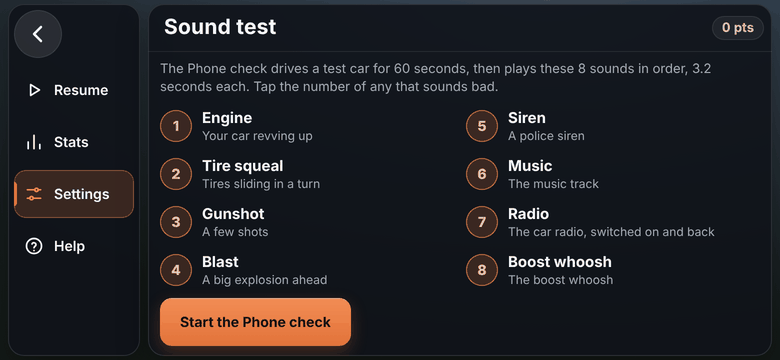 Sound test
0 pts
Resume
Stats
Settings
Help
The Phone check drives a test car for 60 seconds, then plays these 8 sounds in order, 3.2
seconds each. Tap the number of any that sounds bad.
1
Engine
Your car revving up
2
Tire squeal
Tires sliding in a turn
3
Gunshot
A few shots
4
Blast
A big explosion ahead
5
Siren
A police siren
6
Music
The music track
7
Radio
The car radio, switched on and back
8
Boost whoosh
The boost whoosh
Start the Phone check